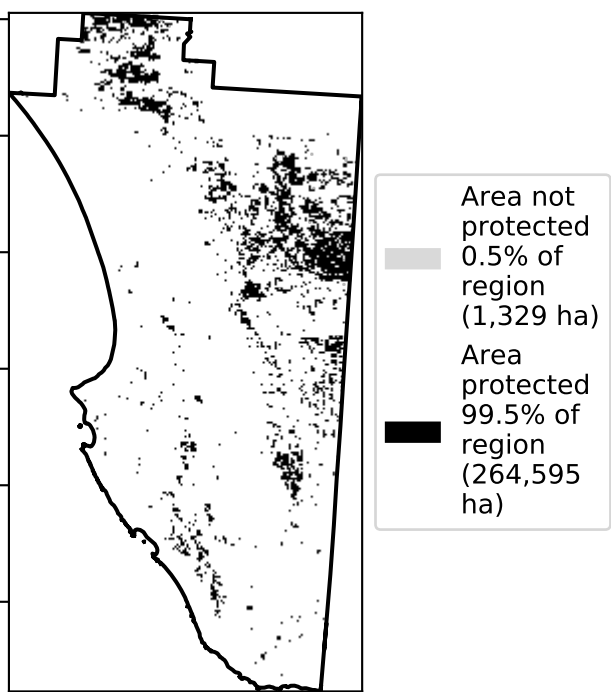 Area not
protected
0.5% of
region
(1,329 ha)
Area
protected
99.5% of
region
(264,595
ha)